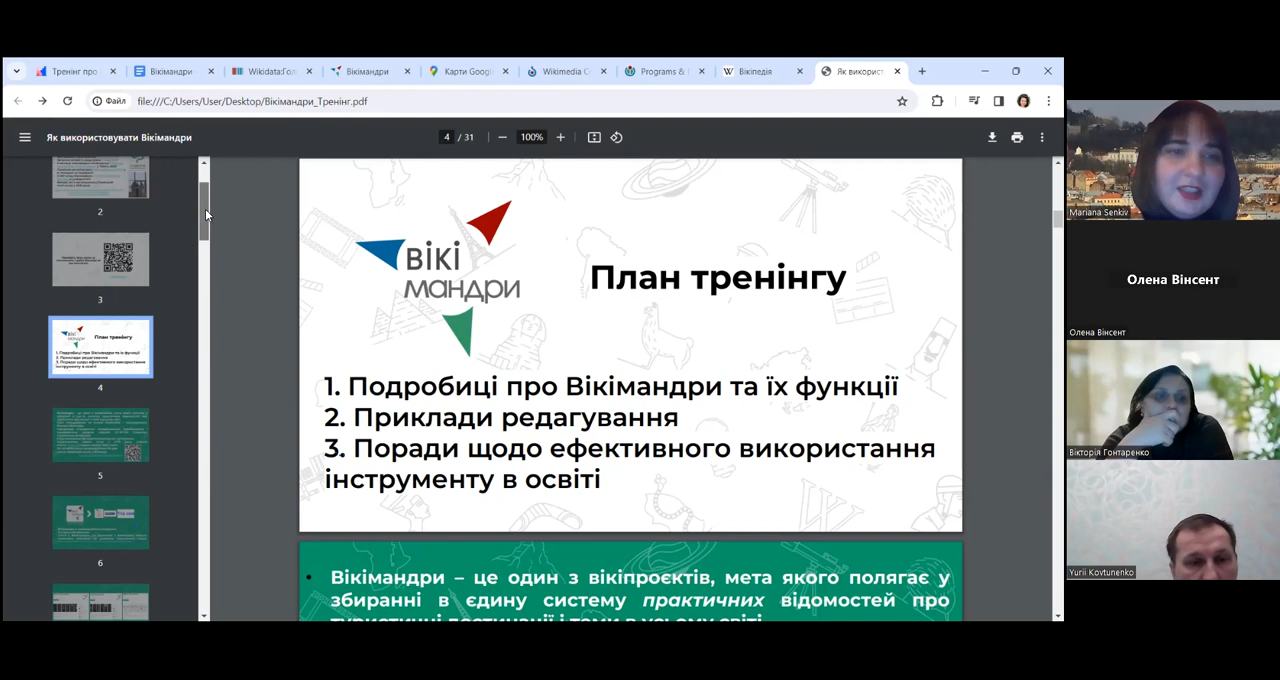 Тренінг про
Вікімандри
Wikidata:Гол
Вікімандри
Карти Googl
Wikimedia C
Programs & 
Вікіпедія
Як використ
Файл
file:///C:/Users/User/Desktop/Вікімандри_Тренінг.pdf
Як використовувати Вікімандри
4 / 31
100%
2
3
4
5
6
вікі
мандри
План тренінгу
1. Подробиці про Вікімандри та їх функції
2. Приклади редагування
3. Поради щодо ефективного використання
інструменту в освіті
• Вікімандри – це один з вікіпроєктів, мета якого полягає у
збиранні в єдину систему практичних відомостей про
туристичні дестинації і теми в усьому світі
вікі
мандри
План тренінгу
1. Подробиці про Вікімандри та їх функції
2. Приклади редагування
3. Поради щодо ефективного використання
інструменту в освіті
Mariana Senkiv
Олена Вінсент
Олена Вінсент
Вікторія Гонтаренко
Yurii Kovtunenko